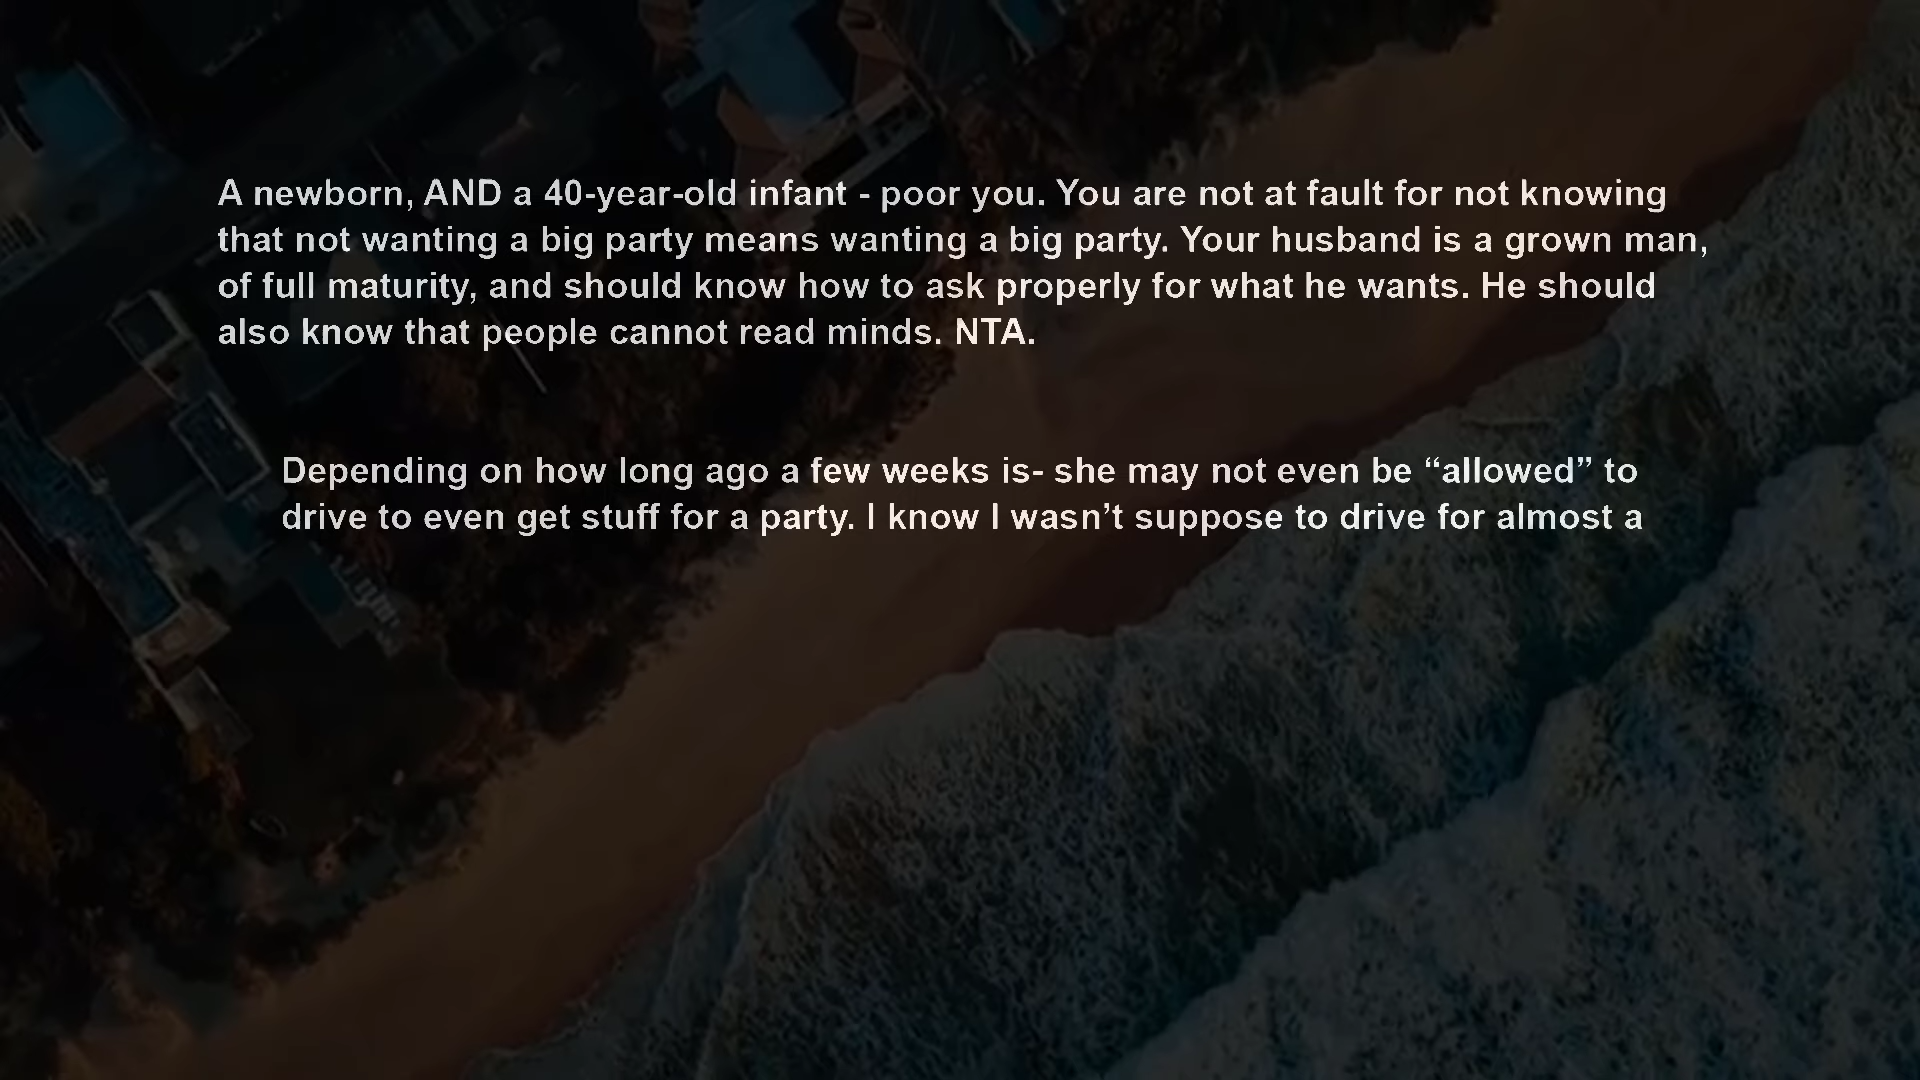 A newborn, AND a 40-year-old infant - poor you. You are not at fault for not knowing
that not wanting a big party means wanting a big party. Your husband is a grown man,
of full maturity, and should know how to ask properly for what he wants. He should
also know that people cannot read minds. NTA.
Depending on how long ago a few weeks is- she may not even be “allowed” to
drive to even get stuff for a party. I know I wasn’t suppose to drive for almost a